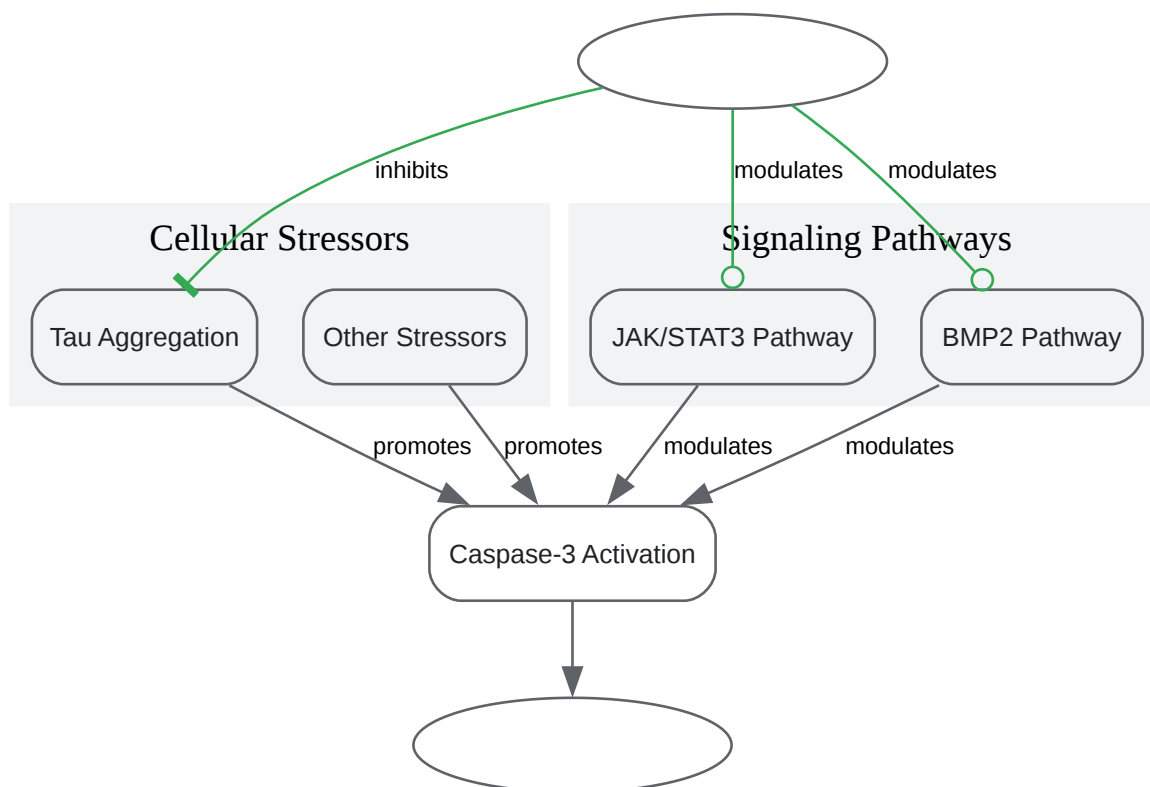 inhibits
modulates
modulates
Cellular Stressors
Signaling Pathways
Tau Aggregation
Other Stressors
JAK/STAT3 Pathway
BMP2 Pathway
promotes
promotes
modulates
modulates
Caspase-3 Activation